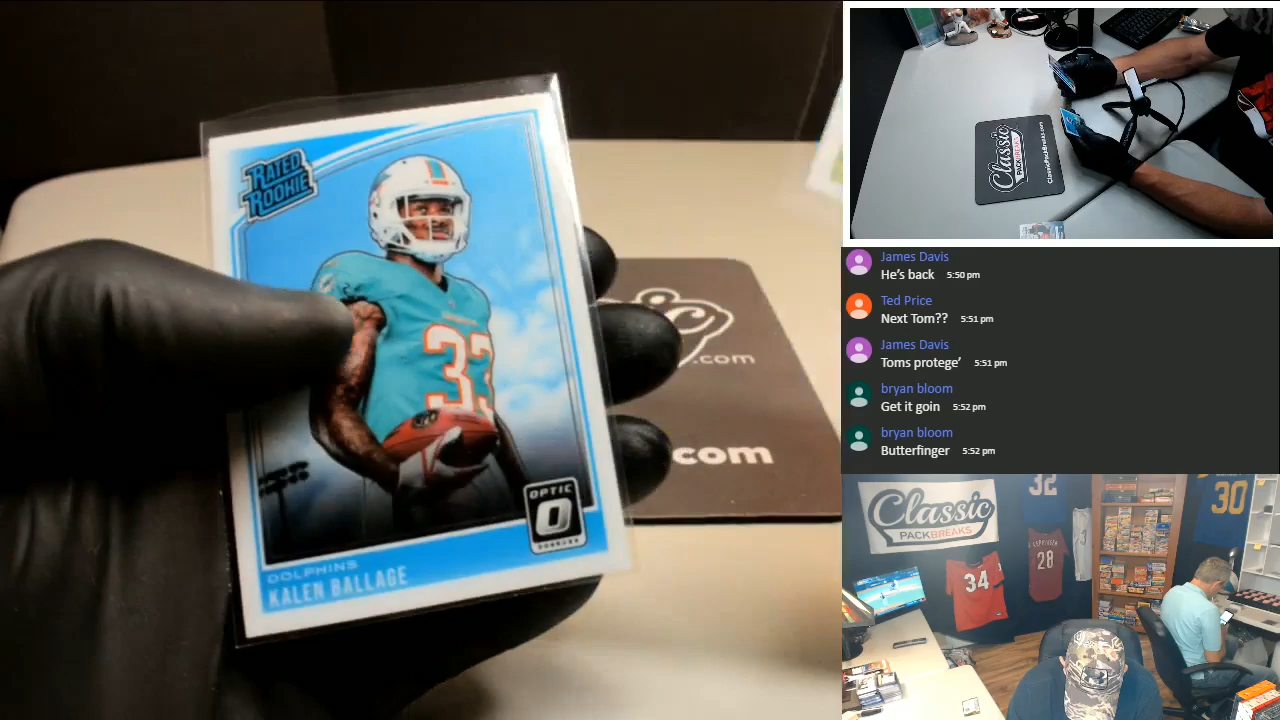 RATED
ROOKIE
33
OPTIC
O
DONRUSS
DOLPHINS
KALEN BALLAGE
.com
com
Classic
PACKBREAKS
ClassicPackBreaks.com
James Davis
He's back 5:50 pm
Ted Price
Next Tom?? 5:51 pm
James Davis
Toms protege' 5:51 pm
bryan bloom
Get it goin 5:52 pm
bryan bloom
Butterfinger 5:52 pm
Classic
PACKBREAKS
32
30
28
34